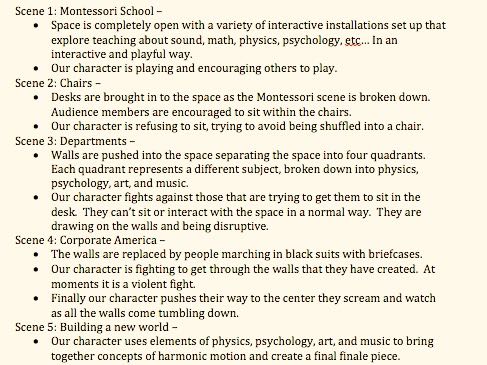 Scene 1: Montessori School –
• Space is completely open with a variety of interactive installations set up that
explore teaching about sound, math, physics, psychology, etc... In an
interactive and playful way.
• Our character is playing and encouraging others to play.
Scene 2: Chairs –
• Desks are brought in to the space as the Montessori scene is broken down.
Audience members are encouraged to sit within the chairs.
• Our character is refusing to sit, trying to avoid being shuffled into a chair.
Scene 3: Departments –
• Walls are pushed into the space separating the space into four quadrants.
Each quadrant represents a different subject, broken down into physics,
psychology, art, and music.
• Our character fights against those that are trying to get them to sit in the
desk.  They can't sit or interact with the space in a normal way.  They are
drawing on the walls and being disruptive.
Scene 4: Corporate America –
• The walls are replaced by people marching in black suits with briefcases.
• Our character is fighting to get through the walls that they have created.  At
moments it is a violent fight.
• Finally our character pushes their way to the center they scream and watch
as all the walls come tumbling down.
Scene 5: Building a new world –
• Our character uses elements of physics, psychology, art, and music to bring
together concepts of harmonic motion and create a final finale piece.